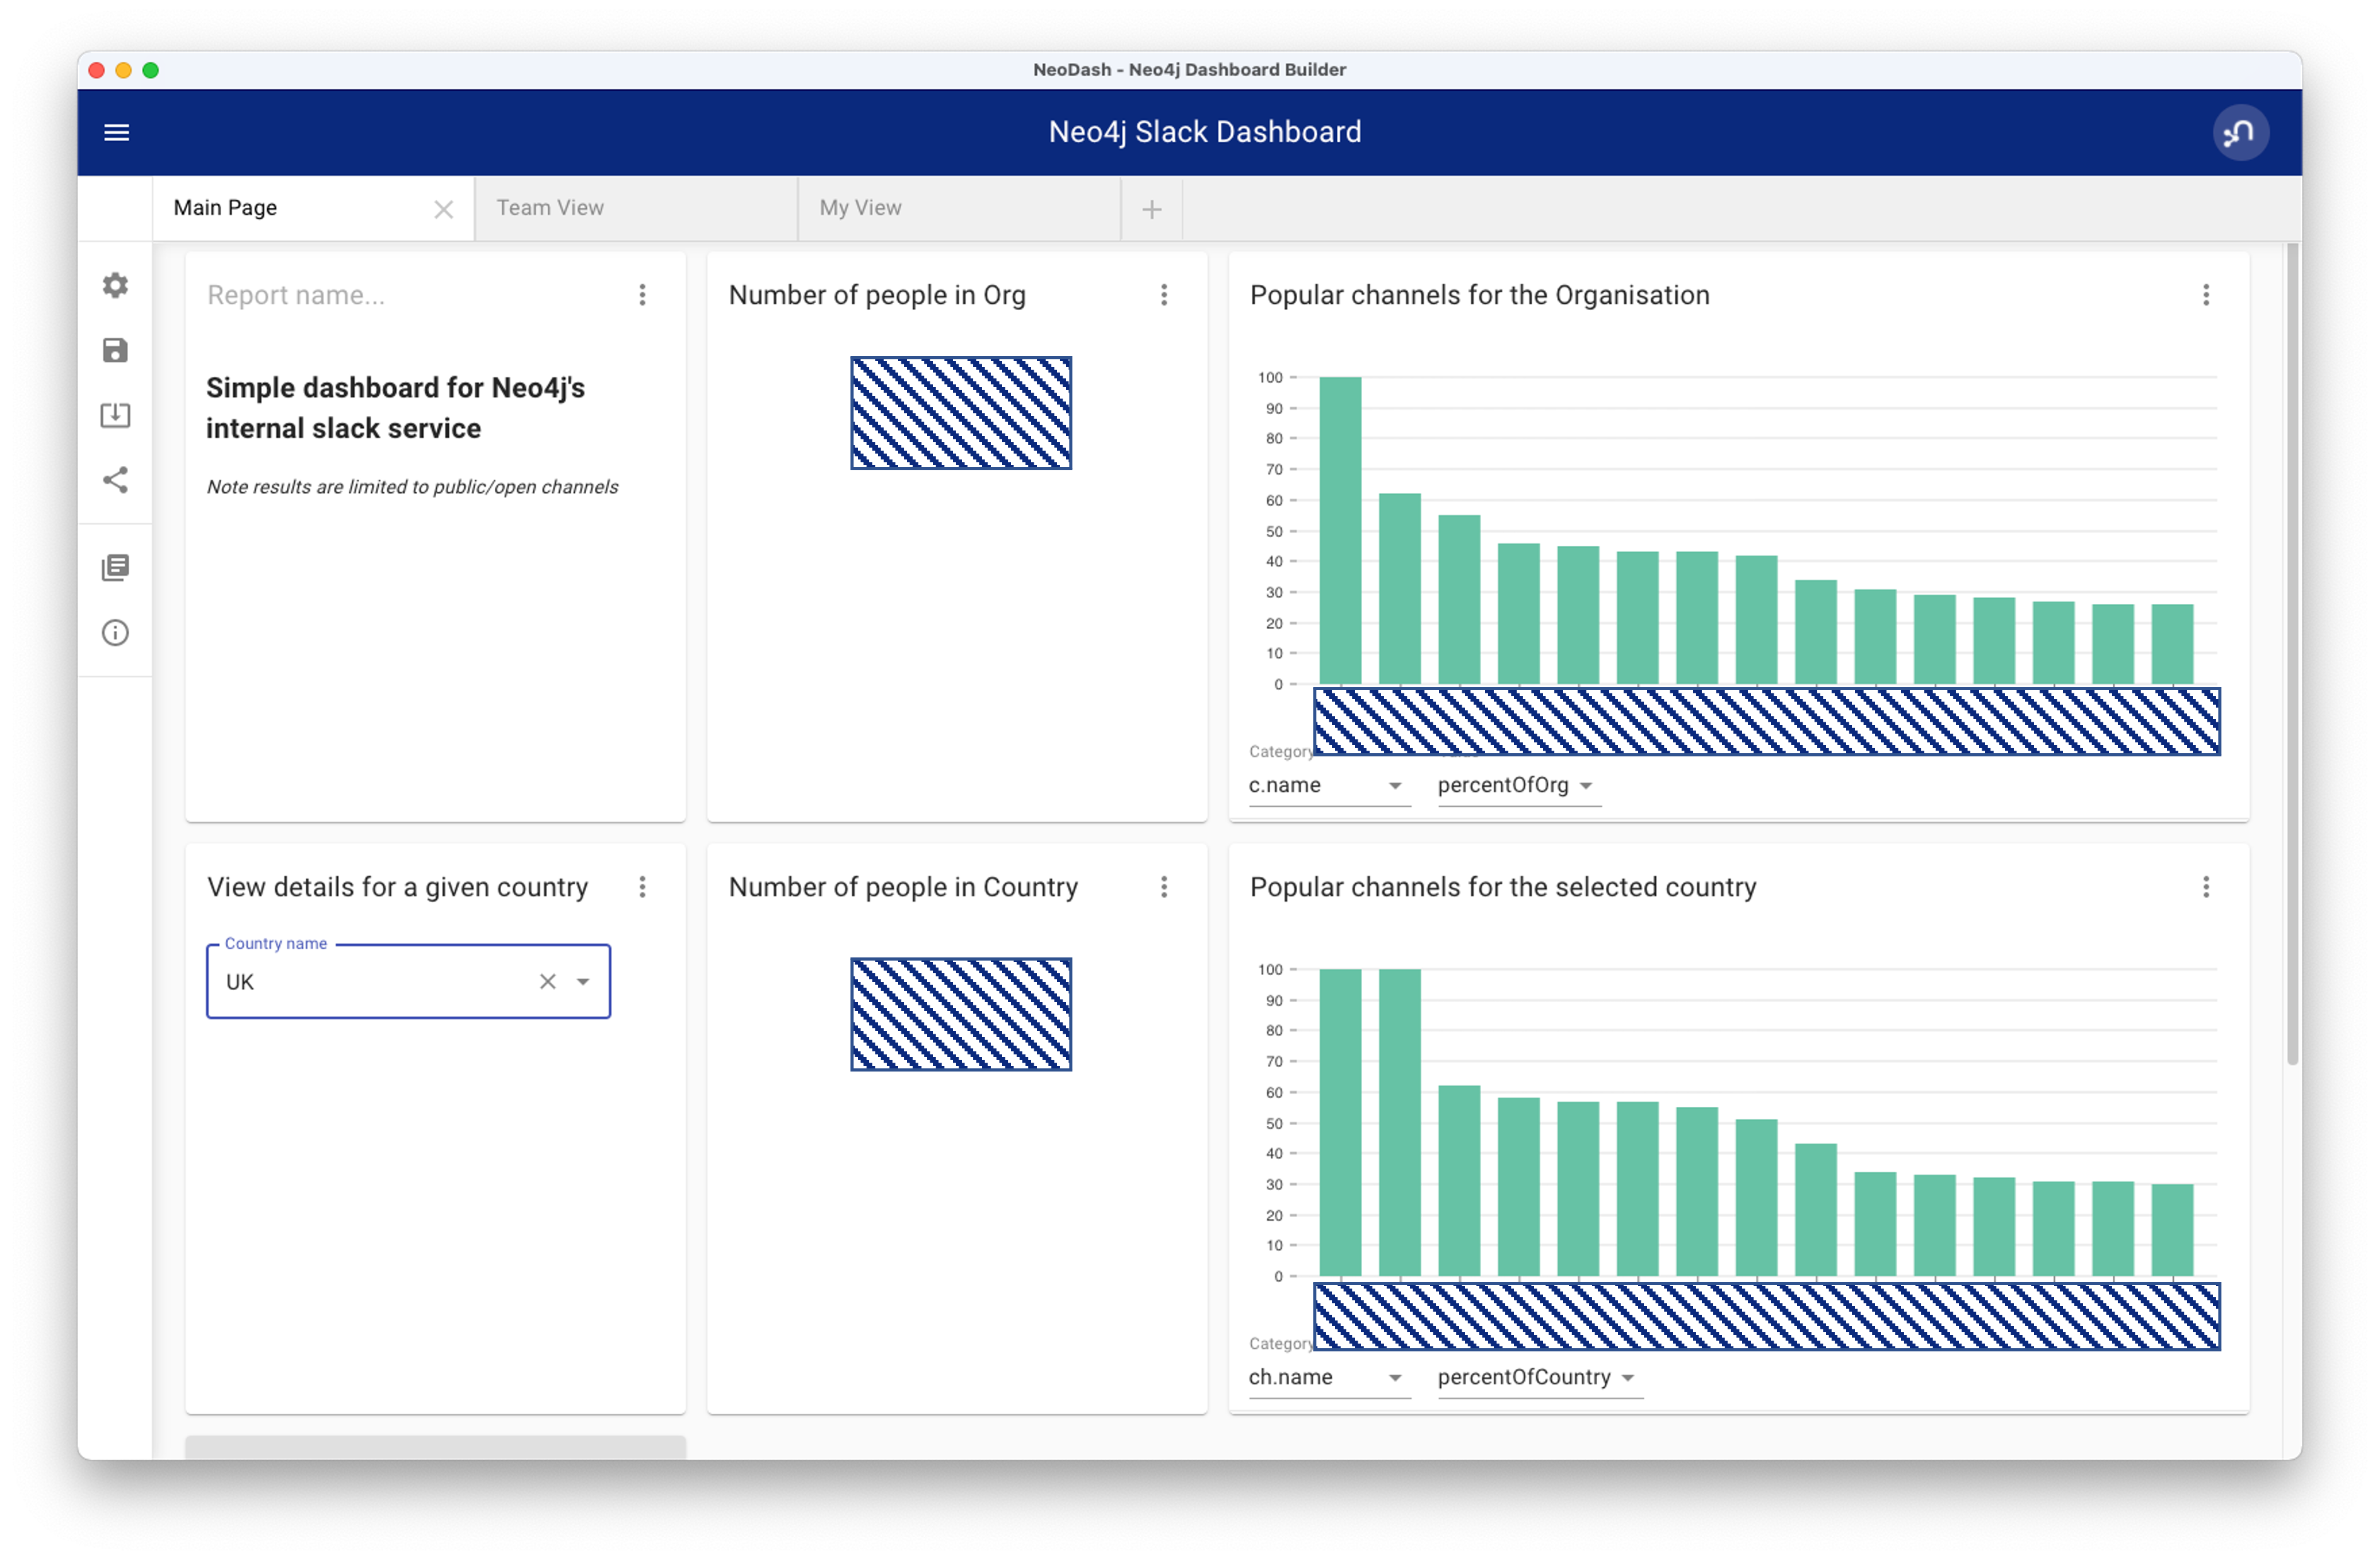 NeoDash - Neo4j Dashboard Builder
Neo4j Slack Dashboard
Main Page
Team View
My View
Report name...
Simple dashboard for Neo4j's
internal slack service
Note results are limited to public/open channels
Number of people in Org
Popular channels for the Organisation
100
90
80
70
60
50
40
30
20
10
0
Category
c.name
percentOfOrg
View details for a given country
Country name
UK
Number of people in Country
Popular channels for the selected country
100
90
80
70
60
50
40
30
20
10
0
Category
ch.name
percentOfCountry